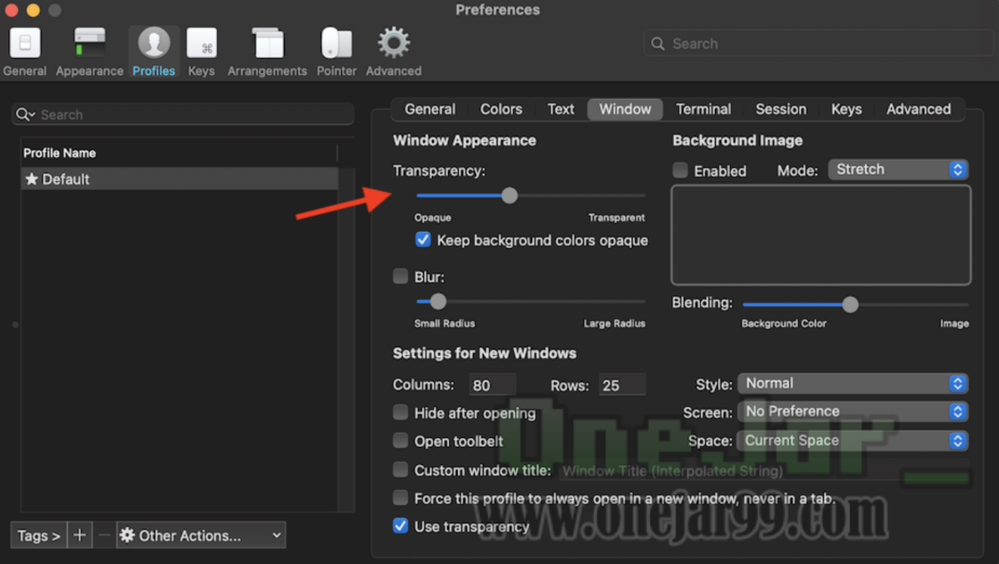 Preferences
General Appearance Profiles Keys Arrangements Pointer Advanced
Search
Search
General Colors Text Window Terminal Session Keys Advanced
Profile Name
★ Default
Window Appearance
Background Image
Transparency:
Enabled
Mode: Stretch
Opaque
Transparent
Keep background colors opaque
Blur:
Small Radius
Large Radius
Blending:
Background Color
Image
Settings for New Windows
Columns: 80
Rows: 25
Style: Normal
Hide after opening
Screen: No Preference
Open toolbelt
Space: Current Space
Custom window title: Window Title (Interpolated String)
Force this profile to always open in a new window, never in a tab.
Use transparency
Tags > + − Other Actions...
OneJar_
www.onejar99.com